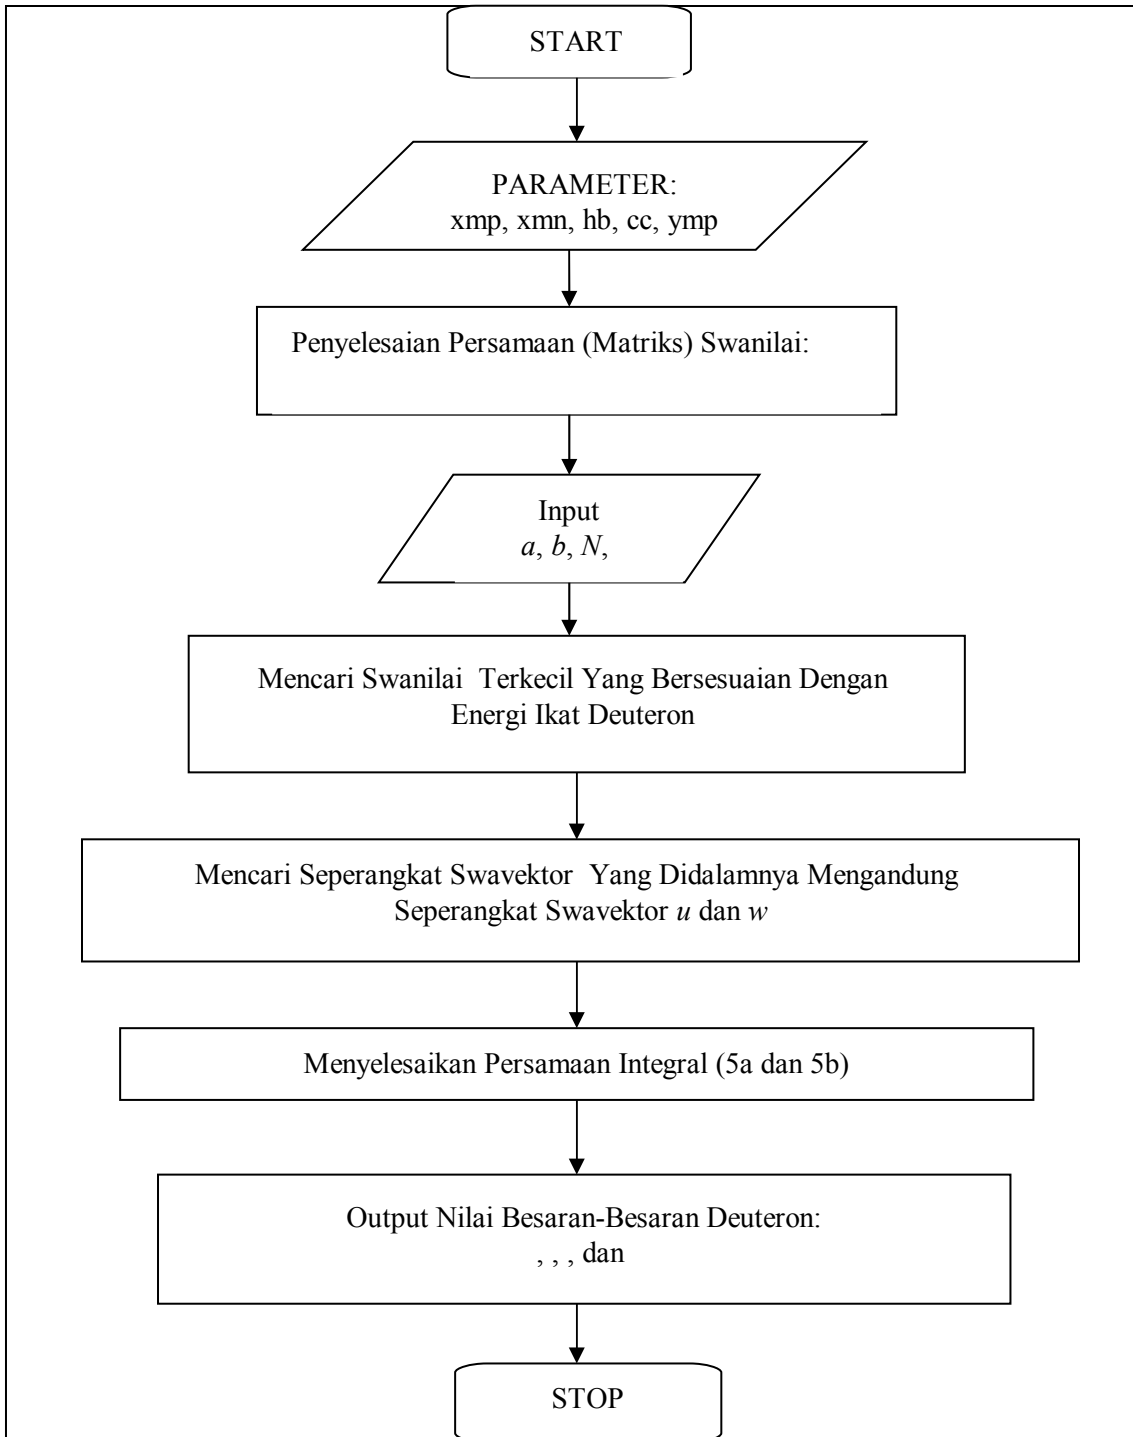 START
PARAMETER:
xmp, xmn, hb, cc, ymp
Penyelesaian Persamaan (Matriks) Swanilai:
Input
a, b, N,
Mencari Swanilai Terkecil Yang Bersesuaian Dengan
Energi Ikat Deuteron
Mencari Seperangkat Swavektor Yang Didalamnya Mengandung
Seperangkat Swavektor u dan w
Menyelesaikan Persamaan Integral (5a dan 5b)
Output Nilai Besaran-Besaran Deuteron:
, , , dan
STOP